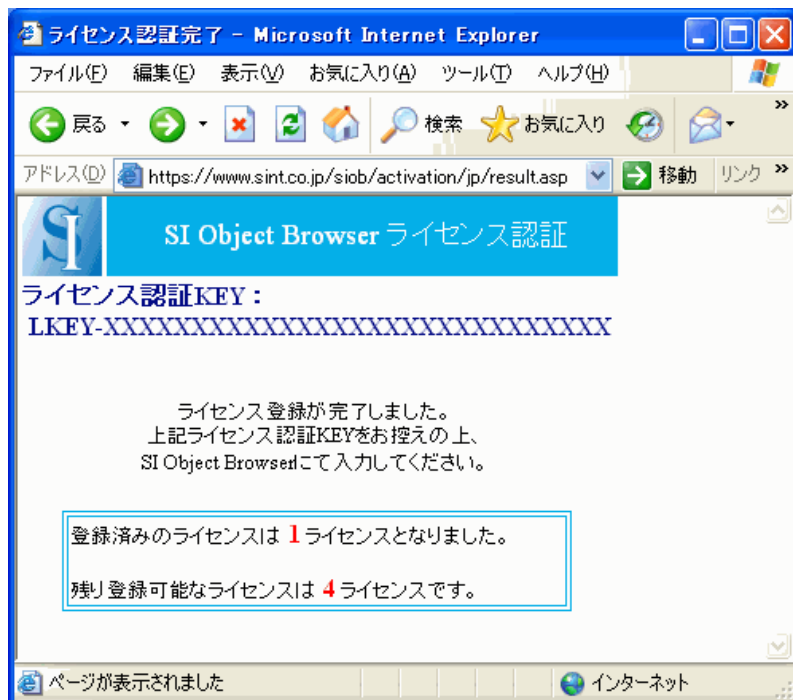 ライセンス認証完了 - Microsoft Internet Explorer
ファイル(F) 編集(E) 表示(V) お気に入り(A) ツール(T) ヘルプ(H)
戻る 検索 お気に入り »
アドレス(D) https://www.sint.co.jp/siob/activation/jp/result.asp 移動 リンク »
SI
SI Object Browser ライセンス認証
ライセンス認証KEY：
LKEY-XXXXXXXXXXXXXXXXXXXXXXXXXXXXXX
ライセンス登録が完了しました。
上記ライセンス認証KEYをお控えの上、
SI Object Browserにて入力してください。
登録済みのライセンスは 1 ライセンスとなりました。
残り登録可能なライセンスは 4 ライセンスです。
ページが表示されました インターネット